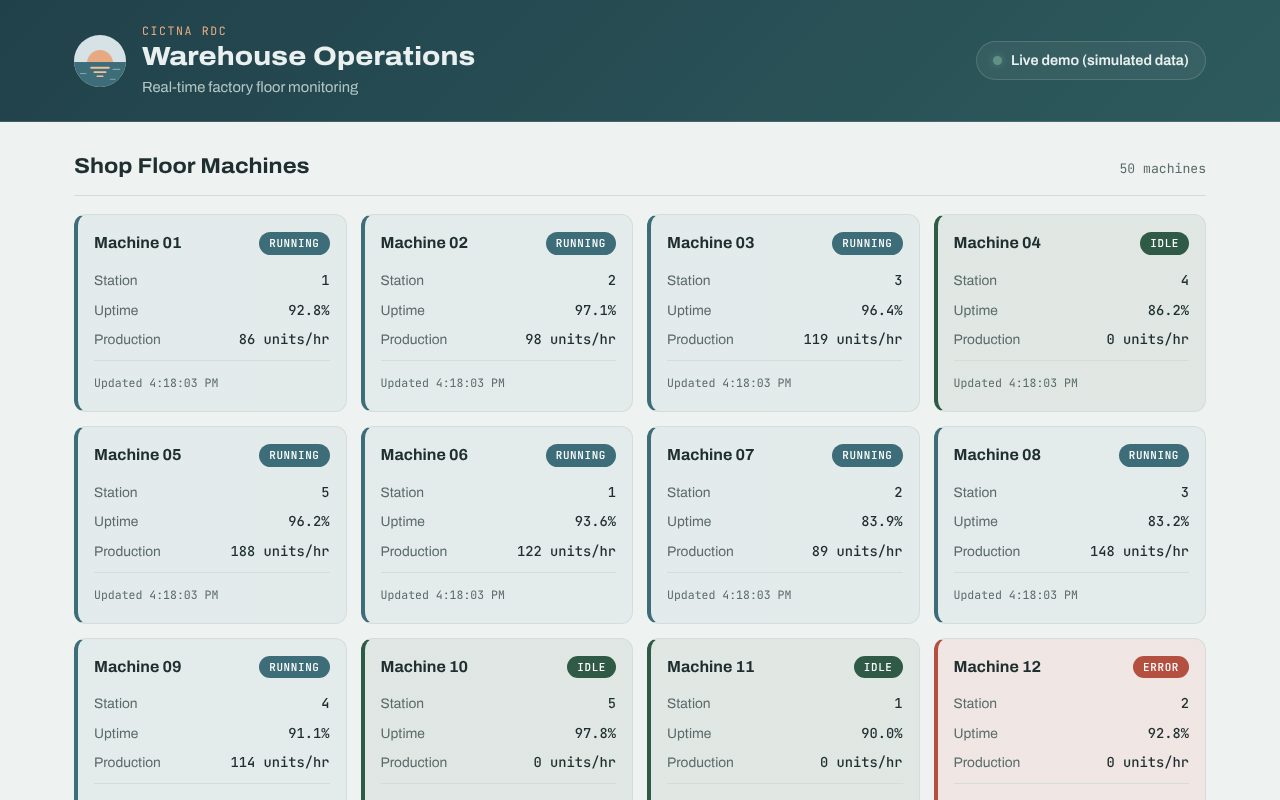 CICTNA RDC
Warehouse Operations
Real-time factory floor monitoring
Live demo (simulated data)
Shop Floor Machines
50 machines
Machine 01 RUNNING
Station 1
Uptime 92.8%
Production 86 units/hr
Updated 4:18:03 PM
Machine 02 RUNNING
Station 2
Uptime 97.1%
Production 98 units/hr
Updated 4:18:03 PM
Machine 03 RUNNING
Station 3
Uptime 96.4%
Production 119 units/hr
Updated 4:18:03 PM
Machine 04 IDLE
Station 4
Uptime 86.2%
Production 0 units/hr
Updated 4:18:03 PM
Machine 05 RUNNING
Station 5
Uptime 96.2%
Production 188 units/hr
Updated 4:18:03 PM
Machine 06 RUNNING
Station 1
Uptime 93.6%
Production 122 units/hr
Updated 4:18:03 PM
Machine 07 RUNNING
Station 2
Uptime 83.9%
Production 89 units/hr
Updated 4:18:03 PM
Machine 08 RUNNING
Station 3
Uptime 83.2%
Production 148 units/hr
Updated 4:18:03 PM
Machine 09 RUNNING
Station 4
Uptime 91.1%
Production 114 units/hr
Machine 10 IDLE
Station 5
Uptime 97.8%
Production 0 units/hr
Machine 11 IDLE
Station 1
Uptime 90.0%
Production 0 units/hr
Machine 12 ERROR
Station 2
Uptime 92.8%
Production 0 units/hr